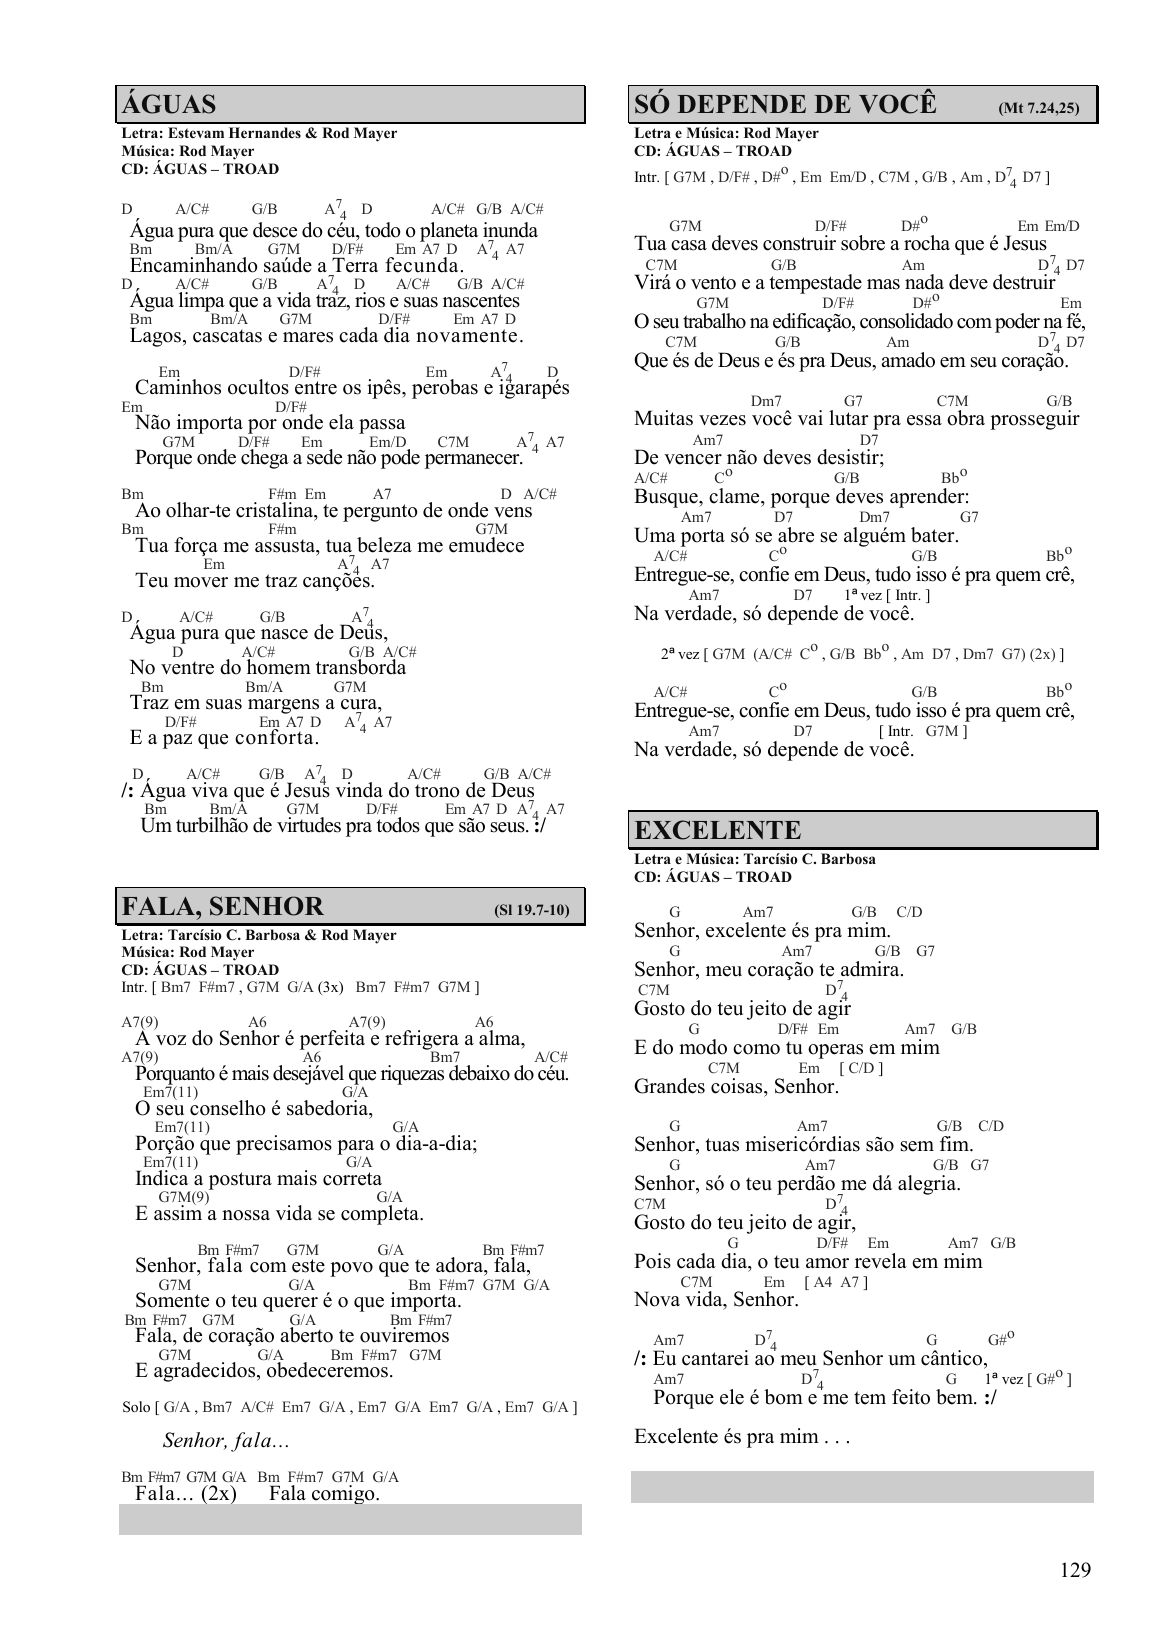 ÁGUAS
Letra: Estevam Hernandes & Rod Mayer
Música: Rod Mayer
CD: ÁGUAS – TROAD
D A/C# G/B A7 4 D A/C# G/B A/C#
Água pura que desce do céu, todo o planeta inunda
Bm Bm/A G7M D/F# Em A7 D A7 4 A7
Encaminhando saúde a Terra fecunda.
D A/C# G/B A7 4 D A/C# G/B A/C#
Água limpa que a vida traz, rios e suas nascentes
Bm Bm/A G7M D/F# Em A7 D
Lagos, cascatas e mares cada dia novamente.
Em D/F# Em A7 4 D
Caminhos ocultos entre os ipês, perobas e igarapés
Em D/F#
Não importa por onde ela passa
G7M D/F# Em Em/D C7M A7 4 A7
Porque onde chega a sede não pode permanecer.
Bm F#m Em A7 D A/C#
Ao olhar-te cristalina, te pergunto de onde vens
Bm F#m G7M
Tua força me assusta, tua beleza me emudece
Em A7 4 A7
Teu mover me traz canções.
D A/C# G/B A7 4
Água pura que nasce de Deus,
D A/C# G/B A/C#
No ventre do homem transborda
Bm Bm/A G7M
Traz em suas margens a cura,
D/F# Em A7 D A7 4 A7
E a paz que conforta.
D A/C# G/B A7 4 D A/C# G/B A/C#
/: Água viva que é Jesus vinda do trono de Deus
Bm Bm/A G7M D/F# Em A7 D A7 4 A7
Um turbilhão de virtudes pra todos que são seus. :/
FALA, SENHOR (Sl 19.7-10)
Letra: Tarcísio C. Barbosa & Rod Mayer
Música: Rod Mayer
CD: ÁGUAS – TROAD
Intr. [ Bm7 F#m7 , G7M G/A (3x) Bm7 F#m7 G7M ]
A7(9) A6 A7(9) A6
A voz do Senhor é perfeita e refrigera a alma,
A7(9) A6 Bm7 A/C#
Porquanto é mais desejável que riquezas debaixo do céu.
Em7(11) G/A
O seu conselho é sabedoria,
Em7(11) G/A
Porção que precisamos para o dia-a-dia;
Em7(11) G/A
Indica a postura mais correta
G7M(9) G/A
E assim a nossa vida se completa.
Bm F#m7 G7M G/A Bm F#m7
Senhor, fala com este povo que te adora, fala,
G7M G/A Bm F#m7 G7M G/A
Somente o teu querer é o que importa.
Bm F#m7 G7M G/A Bm F#m7
Fala, de coração aberto te ouviremos
G7M G/A Bm F#m7 G7M
E agradecidos, obedeceremos.
Solo [ G/A , Bm7 A/C# Em7 G/A , Em7 G/A Em7 G/A , Em7 G/A ]
Senhor, fala...
Bm F#m7 G7M G/A Bm F#m7 G7M G/A
Fala... (2x) Fala comigo.
SÓ DEPENDE DE VOCÊ (Mt 7.24,25)
Letra e Música: Rod Mayer
CD: ÁGUAS – TROAD
Intr. [ G7M , D/F# , D#o , Em Em/D , C7M , G/B , Am , D7 4 D7 ]
G7M D/F# D#o Em Em/D
Tua casa deves construir sobre a rocha que é Jesus
C7M G/B Am D7 4 D7
Virá o vento e a tempestade mas nada deve destruir
G7M D/F# D#o Em
O seu trabalho na edificação, consolidado com poder na fé,
C7M G/B Am D7 4 D7
Que és de Deus e és pra Deus, amado em seu coração.
Dm7 G7 C7M G/B
Muitas vezes você vai lutar pra essa obra prosseguir
Am7 D7
De vencer não deves desistir;
A/C# Co G/B Bbo
Busque, clame, porque deves aprender:
Am7 D7 Dm7 G7
Uma porta só se abre se alguém bater.
A/C# Co G/B Bbo
Entregue-se, confie em Deus, tudo isso é pra quem crê,
Am7 D7 1ª vez [ Intr. ]
Na verdade, só depende de você.
2ª vez [ G7M (A/C# Co , G/B Bbo , Am D7 , Dm7 G7) (2x) ]
A/C# Co G/B Bbo
Entregue-se, confie em Deus, tudo isso é pra quem crê,
Am7 D7 [ Intr. G7M ]
Na verdade, só depende de você.
EXCELENTE
Letra e Música: Tarcísio C. Barbosa
CD: ÁGUAS – TROAD
G Am7 G/B C/D
Senhor, excelente és pra mim.
G Am7 G/B G7
Senhor, meu coração te admira.
C7M D7 4
Gosto do teu jeito de agir
G D/F# Em Am7 G/B
E do modo como tu operas em mim
C7M Em [ C/D ]
Grandes coisas, Senhor.
G Am7 G/B C/D
Senhor, tuas misericórdias são sem fim.
G Am7 G/B G7
Senhor, só o teu perdão me dá alegria.
C7M D7 4
Gosto do teu jeito de agir,
G D/F# Em Am7 G/B
Pois cada dia, o teu amor revela em mim
C7M Em [ A4 A7 ]
Nova vida, Senhor.
Am7 D7 4 G G#o
/: Eu cantarei ao meu Senhor um cântico,
Am7 D7 4 G 1ª vez [ G#o ]
Porque ele é bom e me tem feito bem. :/
Excelente és pra mim . . .
129